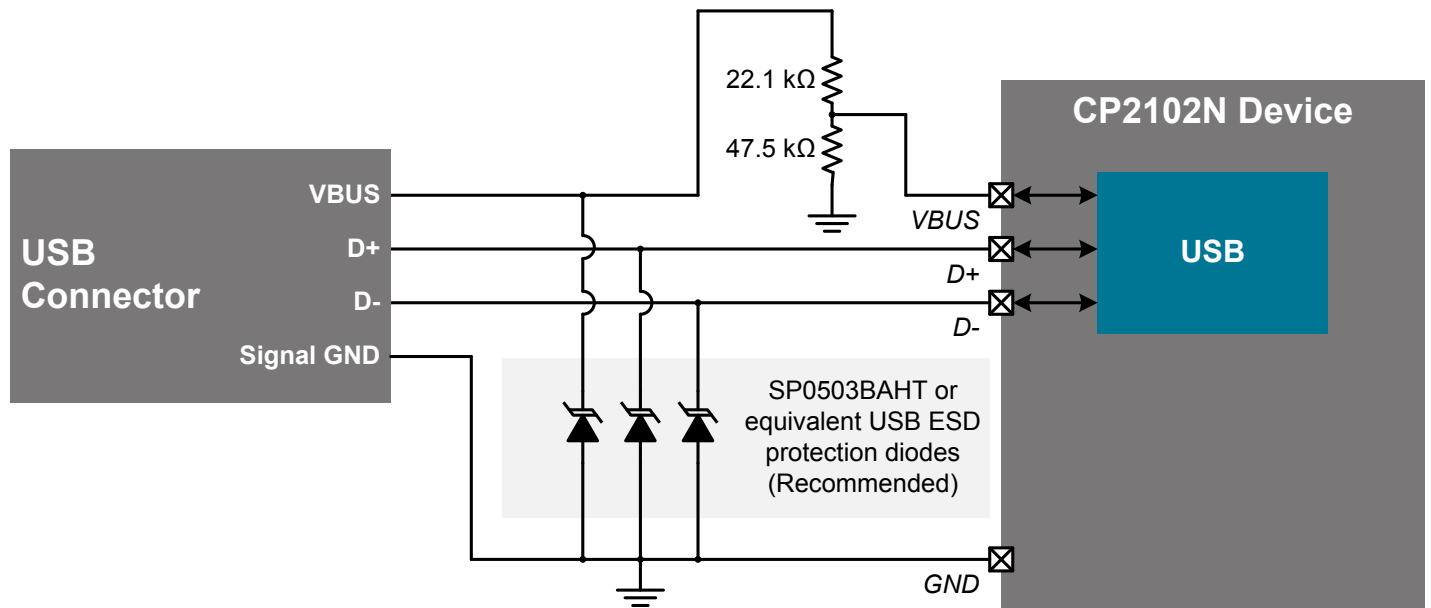 22.1 kΩ
47.5 kΩ
CP2102N Device
USB
Connector
VBUS
D+
D-
Signal GND
VBUS
D+
D-
USB
SP0503BAHT or
equivalent USB ESD
protection diodes
(Recommended)
GND